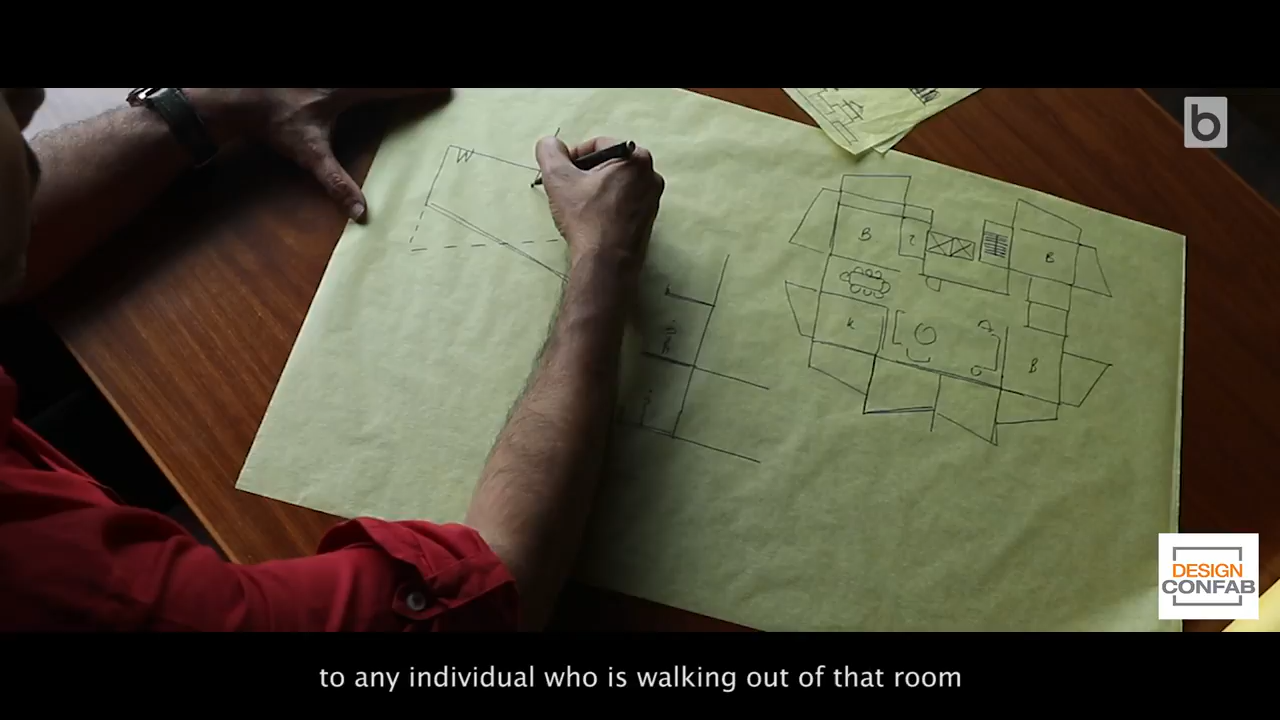 b
W
B
B
K
B
DESIGN
CONFAB
to any individual who is walking out of that room